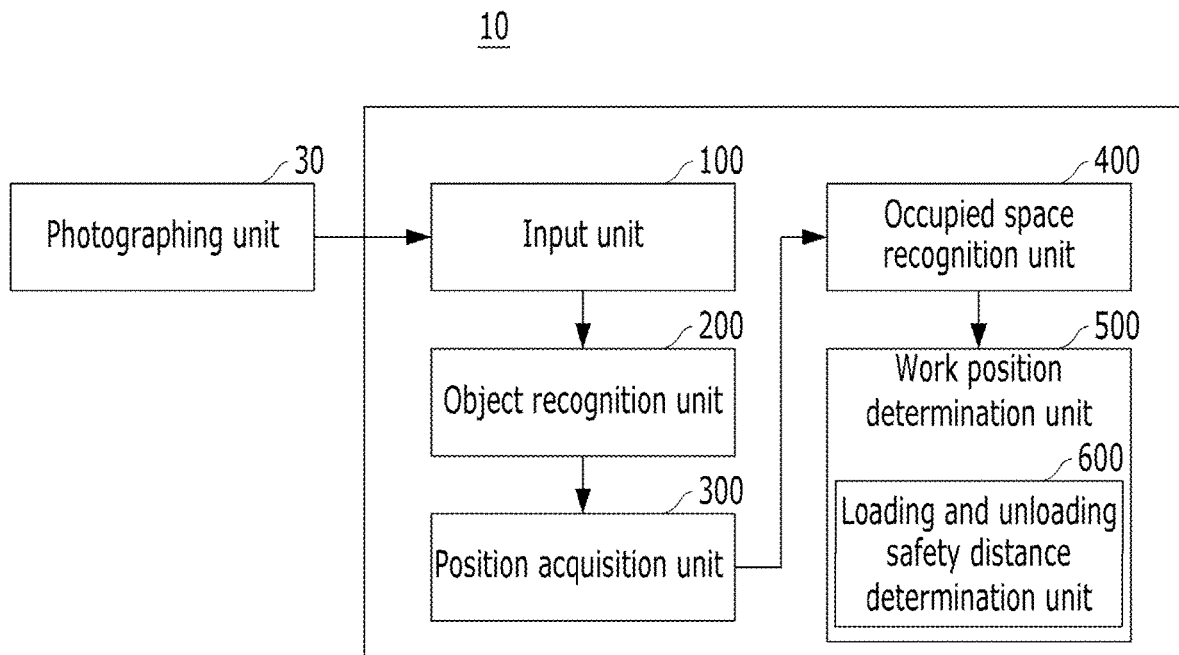 10
30
Photographing unit
100
Input unit
200
Object recognition unit
300
Position acquisition unit
400
Occupied space
recognition unit
500
Work position
determination unit
600
Loading and unloading
safety distance
determination unit